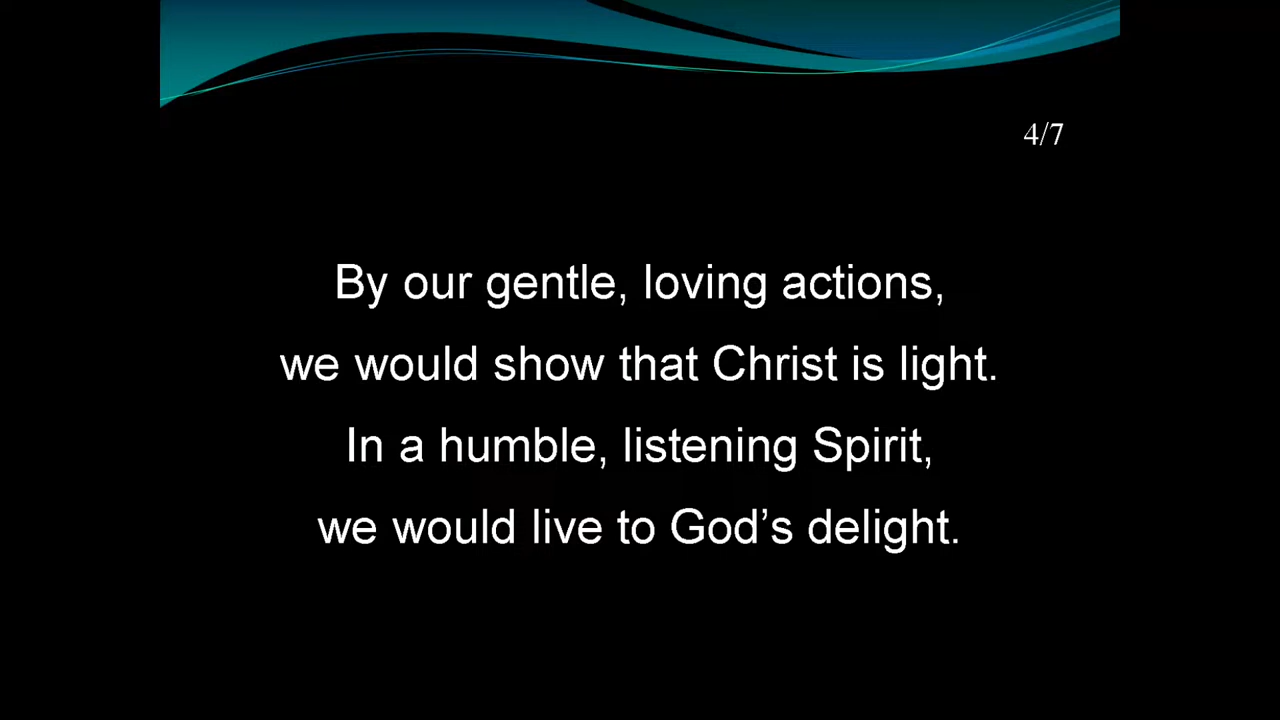 4/7
By our gentle, loving actions,
we would show that Christ is light.
In a humble, listening Spirit,
we would live to God’s delight.